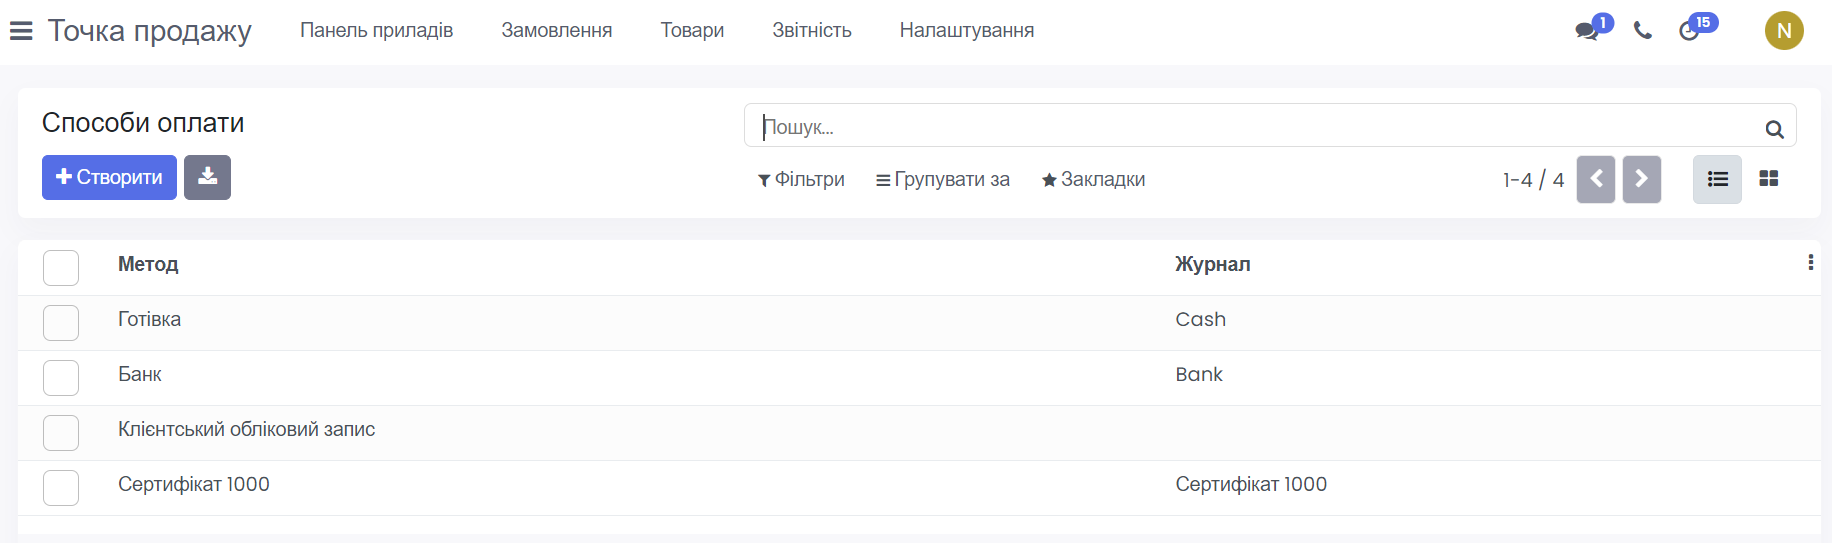 Точка продажу Панель приладів Замовлення Товари Звітність Налаштування 1 15 N
Способи оплати
Пошук...
Створити
Фільтри Групувати за Закладки 1-4 / 4
Метод Журнал
Готівка Cash
Банк Bank
Клієнтський обліковий запис
Сертифікат 1000 Сертифікат 1000